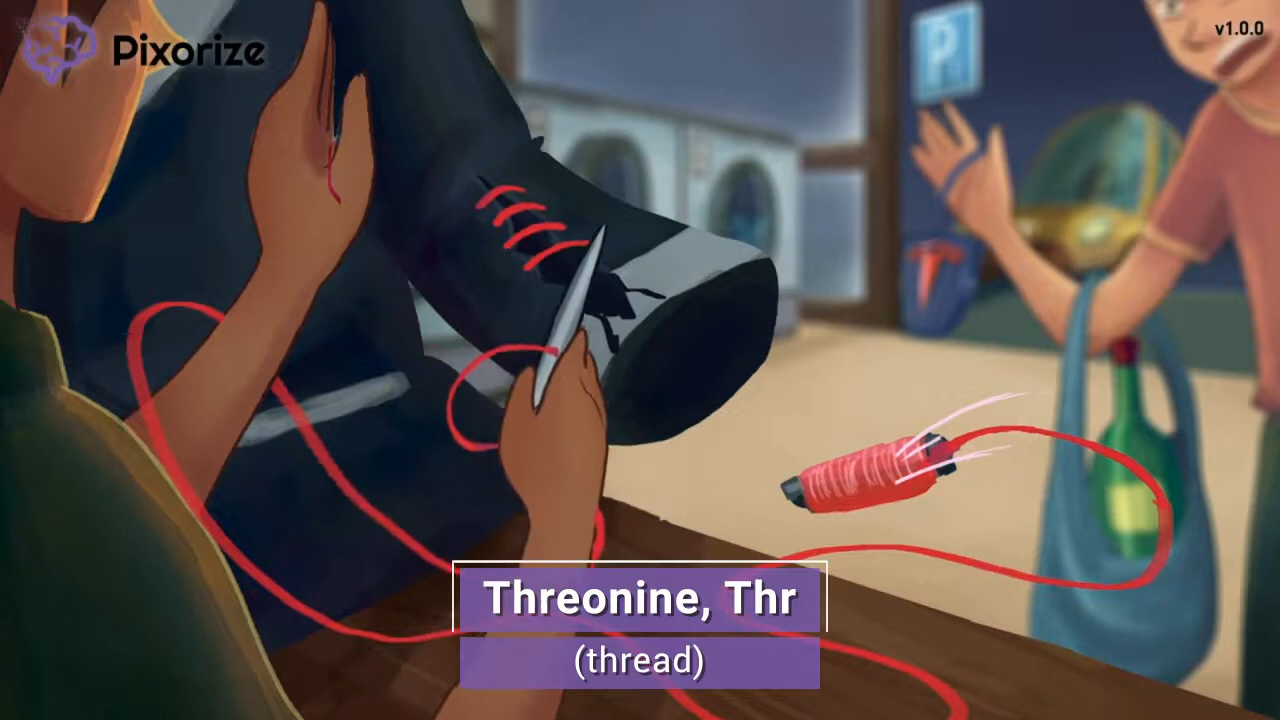 Pixorize
v1.0.0
P
T
Threonine, Thr
(thread)